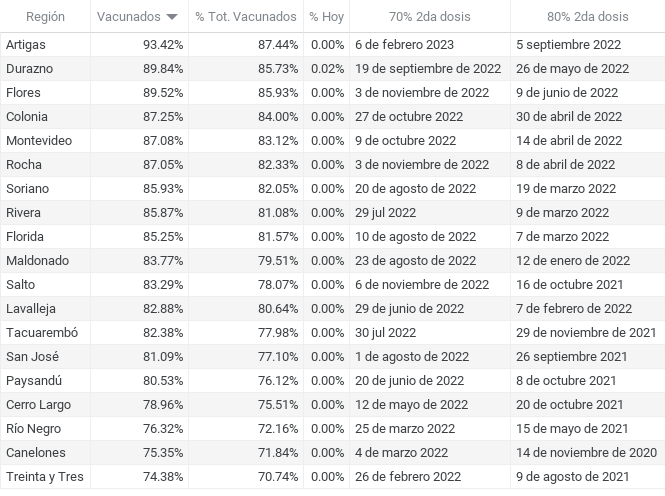 Región Vacunados % Tot. Vacunados % Hoy 70% 2da dosis 80% 2da dosis
Artigas 93.42% 87.44% 0.00% 6 de febrero 2023 5 septiembre 2022
Durazno 89.84% 85.73% 0.02% 19 de septiembre de 2022 26 de mayo de 2022
Flores 89.52% 85.93% 0.00% 3 de noviembre de 2022 9 de junio de 2022
Colonia 87.25% 84.00% 0.00% 27 de octubre de 2022 30 de abril de 2022
Montevideo 87.08% 83.12% 0.00% 9 de octubre de 2022 14 de abril de 2022
Rocha 87.05% 82.33% 0.00% 3 de noviembre de 2022 8 de abril de 2022
Soriano 85.93% 82.05% 0.00% 20 de agosto de 2022 19 de marzo 2022
Rivera 85.87% 81.08% 0.00% 29 jul 2022 9 de marzo 2022
Florida 85.25% 81.57% 0.00% 10 de agosto de 2022 7 de marzo 2022
Maldonado 83.77% 79.51% 0.00% 23 de agosto de 2022 12 de enero de 2022
Salto 83.29% 78.07% 0.00% 6 de noviembre de 2022 16 de octubre 2021
Lavalleja 82.88% 80.64% 0.00% 29 de junio de 2022 7 de febrero de 2022
Tacuarembó 82.38% 77.98% 0.00% 30 jul 2022 29 de noviembre de 2021
San José 81.09% 77.10% 0.00% 1 de agosto de 2022 26 septiembre 2021
Paysandú 80.53% 76.12% 0.00% 20 de junio de 2022 8 de octubre 2021
Cerro Largo 78.96% 75.51% 0.00% 12 de mayo de 2022 20 de octubre 2021
Río Negro 76.32% 72.16% 0.00% 25 de marzo 2022 15 de mayo de 2021
Canelones 75.35% 71.84% 0.00% 4 de marzo 2022 14 de noviembre de 2020
Treinta y Tres 74.38% 70.74% 0.00% 26 de febrero 2022 9 de agosto de 2021